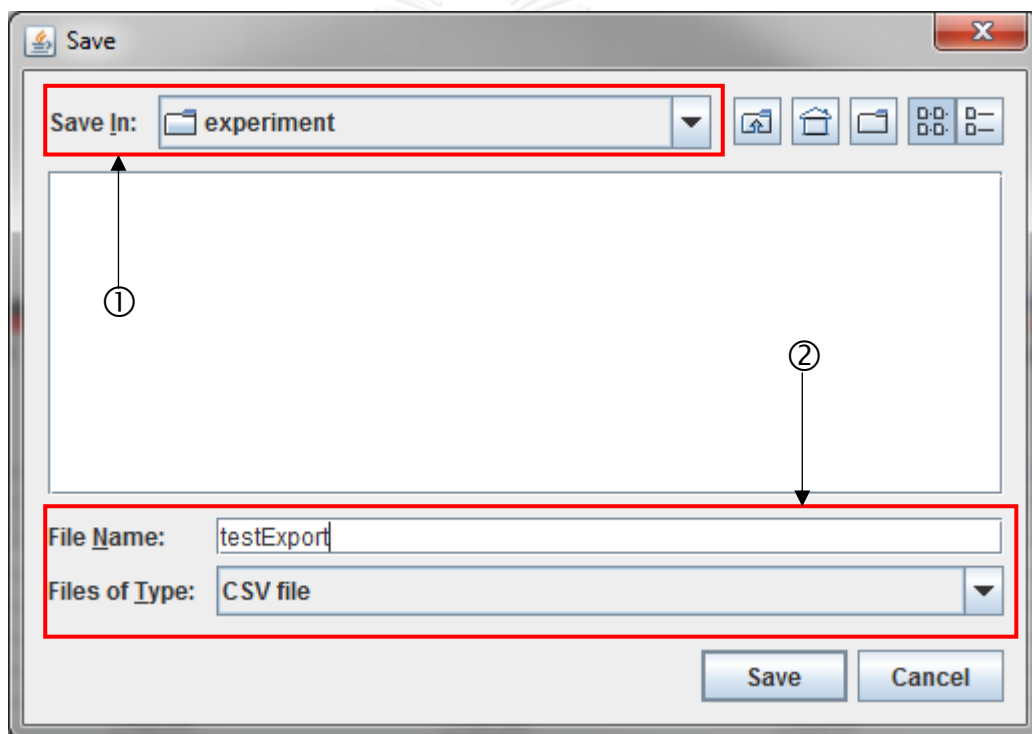 Save
Save In: experiment
①
②
File Name: testExport
Files of Type: CSV file
Save Cancel